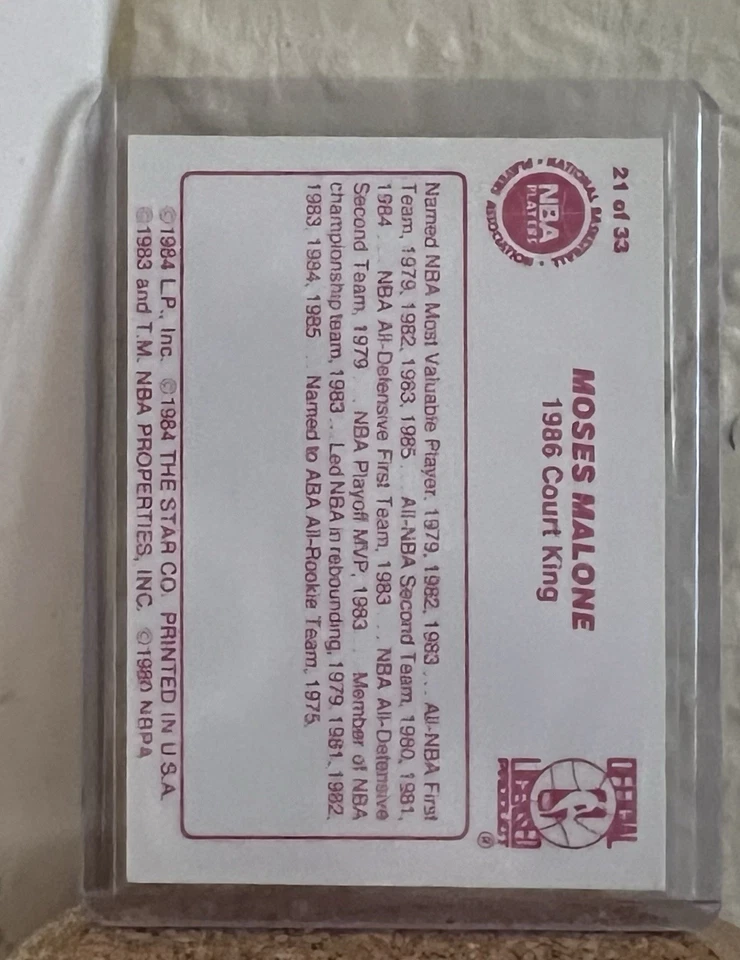 21 of 33
NATIONAL BASKETBALL PLAYERS ASSOCIATION
NBA
PLAYERS
MOSES MALONE
1986 Court King
OFFICIAL
LICENSED
PRODUCT
®
Named NBA Most Valuable Player, 1979, 1982, 1983 ... All-NBA First
Team, 1979, 1982, 1983, 1985 ... All-NBA Second Team, 1980, 1981,
1984 ... NBA All-Defensive First Team, 1983 ... NBA All-Defensive
Second Team, 1979 ... NBA Playoff MVP, 1983 ... Member of NBA
championship team, 1983 ... Led NBA in rebounding, 1979, 1981, 1982,
1983, 1984, 1985 ... Named to ABA All-Rookie Team, 1975.
©1984 L.P., Inc. ©1984 THE STAR CO. PRINTED IN U.S.A.
©1983 and T.M. NBA PROPERTIES, INC. ©1980 NBPA